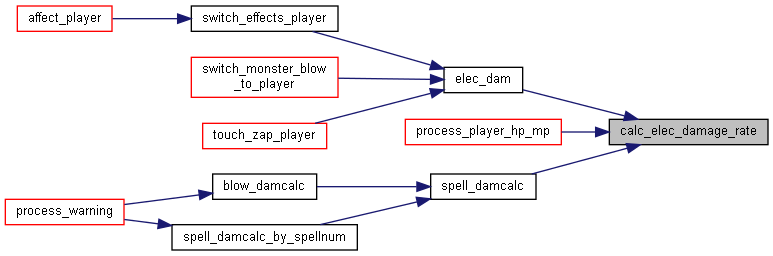 affect_player
switch_effects_player
switch_monster_blow
_to_player
elec_dam
touch_zap_player
process_player_hp_mp
calc_elec_damage_rate
blow_damcalc
spell_damcalc
process_warning
spell_damcalc_by_spellnum